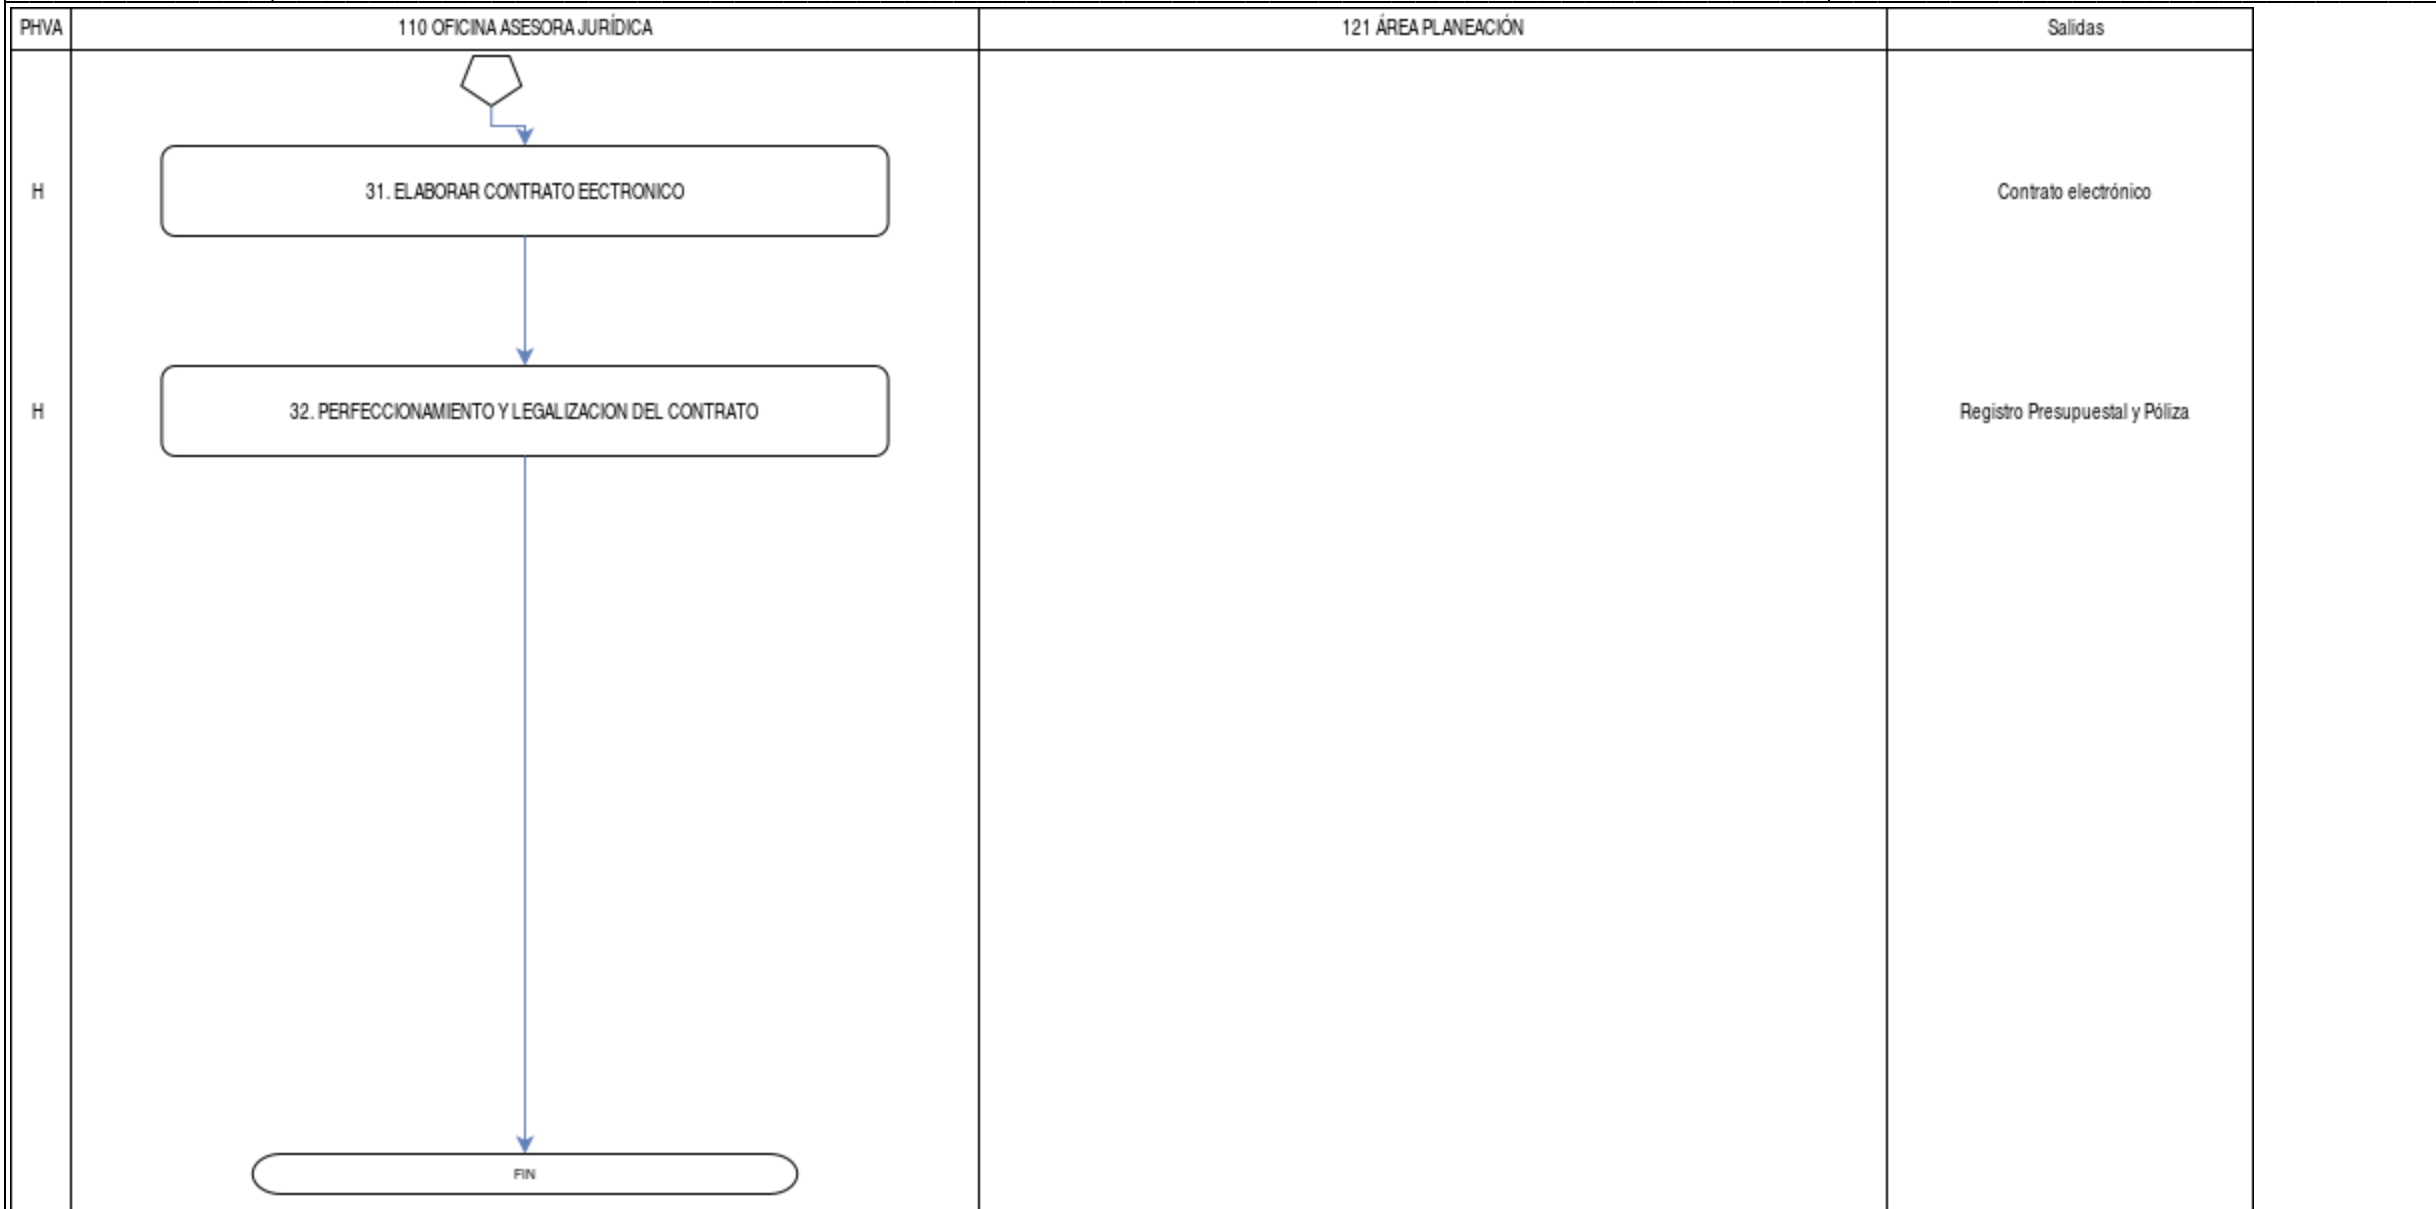 PHVA 110 OFICINA ASESORA JURÍDICA 121 ÁREA PLANEACIÓN Salidas
H 31. ELABORAR CONTRATO EECTRONICO Contrato electrónico
H 32. PERFECCIONAMIENTO Y LEGALIZACION DEL CONTRATO Registro Presupuestal y Póliza
FIN